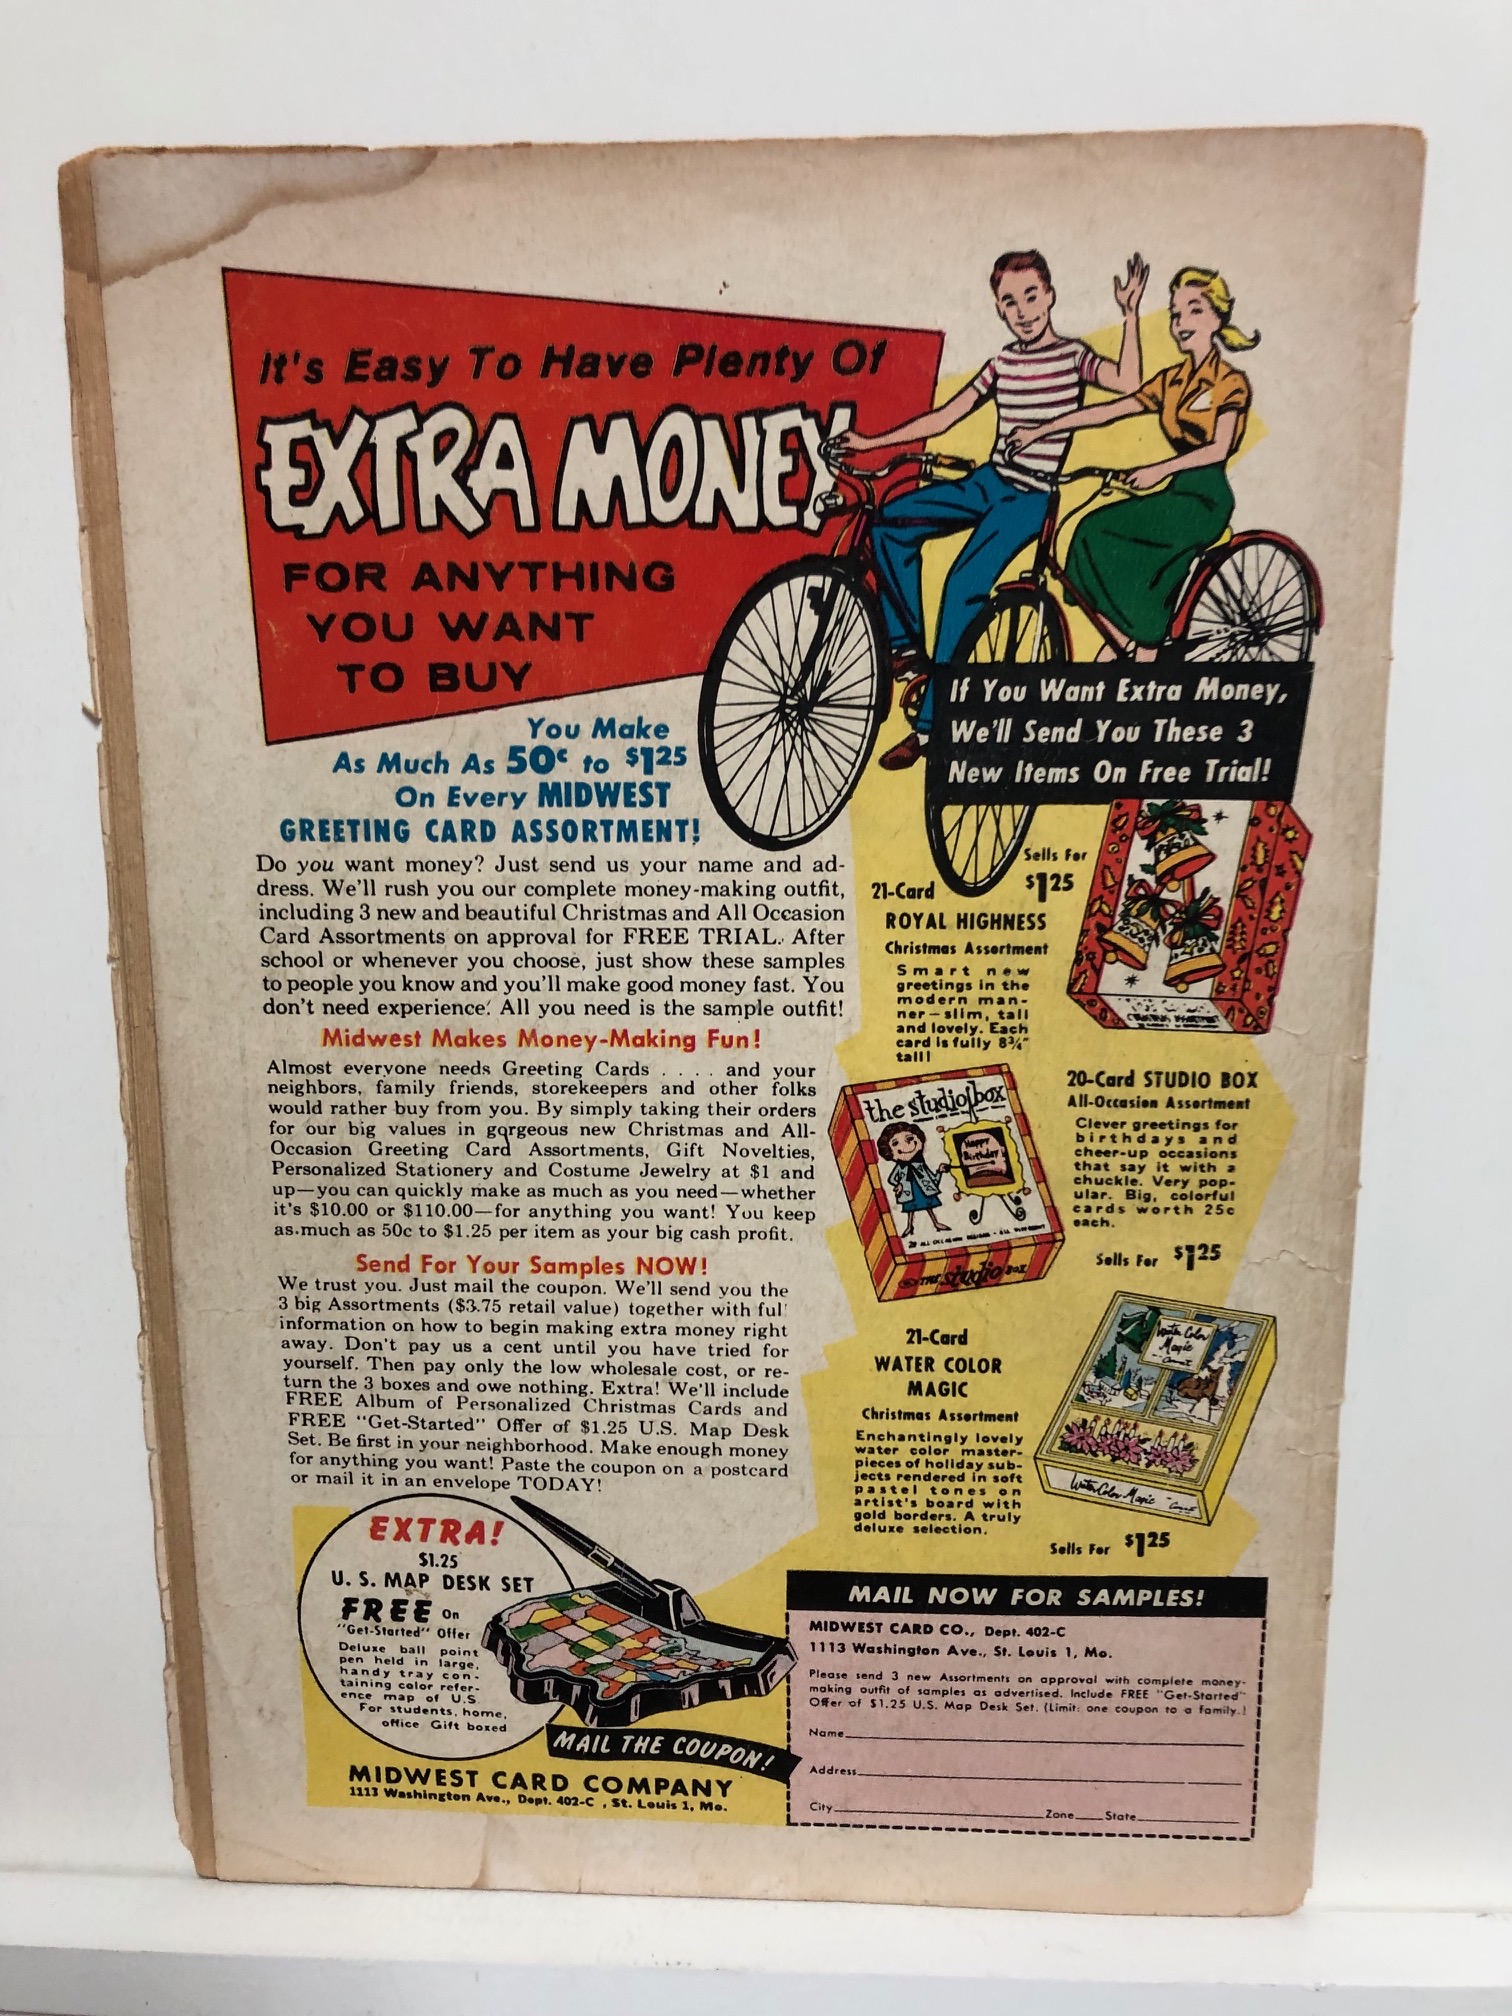 It's Easy To Have Plenty Of
EXTRA MONEY
FOR ANYTHING
YOU WANT
TO BUY
You Make
As Much As 50¢ to $1.25
On Every MIDWEST
GREETING CARD ASSORTMENT!
Do you want money? Just send us your name and ad-
dress. We'll rush you our complete money-making outfit,
including 3 new and beautiful Christmas and All Occasion
Card Assortments on approval for FREE TRIAL. After
school or whenever you choose, just show these samples
to people you know and you'll make good money fast. You
don't need experience. All you need is the sample outfit!
Midwest Makes Money-Making Fun!
Almost everyone needs Greeting Cards . . . . and your
neighbors, family friends, storekeepers and other folks
would rather buy from you. By simply taking their orders
for our big values in gorgeous new Christmas and All-
Occasion Greeting Card Assortments, Gift Novelties,
Personalized Stationery and Costume Jewelry at $1 and
up—you can quickly make as much as you need—whether
it's $10.00 or $110.00—for anything you want! You keep
as much as 50c to $1.25 per item as your big cash profit.
Send For Your Samples NOW!
We trust you. Just mail the coupon. We'll send you the
3 big Assortments ($3.75 retail value) together with full
information on how to begin making extra money right
away. Don't pay us a cent until you have tried for
yourself. Then pay only the low wholesale cost, or re-
turn the 3 boxes and owe nothing. Extra! We'll include
FREE Album of Personalized Christmas Cards and
FREE "Get-Started" Offer of $1.25 U.S. Map Desk
Set. Be first in your neighborhood. Make enough money
for anything you want! Paste the coupon on a postcard
or mail it in an envelope TODAY!
If You Want Extra Money,
We'll Send You These 3
New Items On Free Trial!
Sells For
$1.25
21-Card
ROYAL HIGHNESS
Christmas Assortment
Smart new
greetings in the
modern man-
ner—slim, tall
and lovely. Each
card is fully 8¾"
tall!
the studio box
Happy
Birthday
THE studio BOX
20-Card STUDIO BOX
All-Occasion Assortment
Clever greetings for
birthdays and
cheer-up occasions
that say it with a
chuckle. Very pop-
ular. Big, colorful
cards worth 25c
each.
Sells For $1.25
21-Card
WATER COLOR
MAGIC
Christmas Assortment
Enchantingly lovely
water color master-
pieces of holiday sub-
jects rendered in soft
pastel tones on
artist's board with
gold borders. A truly
deluxe selection.
Water Color
Magic
Water Color Magic
Sells For $1.25
EXTRA!
$1.25
U. S. MAP DESK SET
FREE On
"Get-Started" Offer
Deluxe ball point
pen held in large,
handy tray con-
taining color refer-
ence map of U.S.
For students, home,
office Gift boxed
MAIL THE COUPON!
MIDWEST CARD COMPANY
1113 Washington Ave., Dept. 402-C , St. Louis 1, Mo.
MAIL NOW FOR SAMPLES!
MIDWEST CARD CO., Dept. 402-C
1113 Washington Ave., St. Louis 1, Mo.
Please send 3 new Assortments on approval with complete money-
making outfit of samples as advertised. Include FREE "Get-Started"
Offer of $1.25 U.S. Map Desk Set. (Limit: one coupon to a family.)
Name
Address
City Zone State